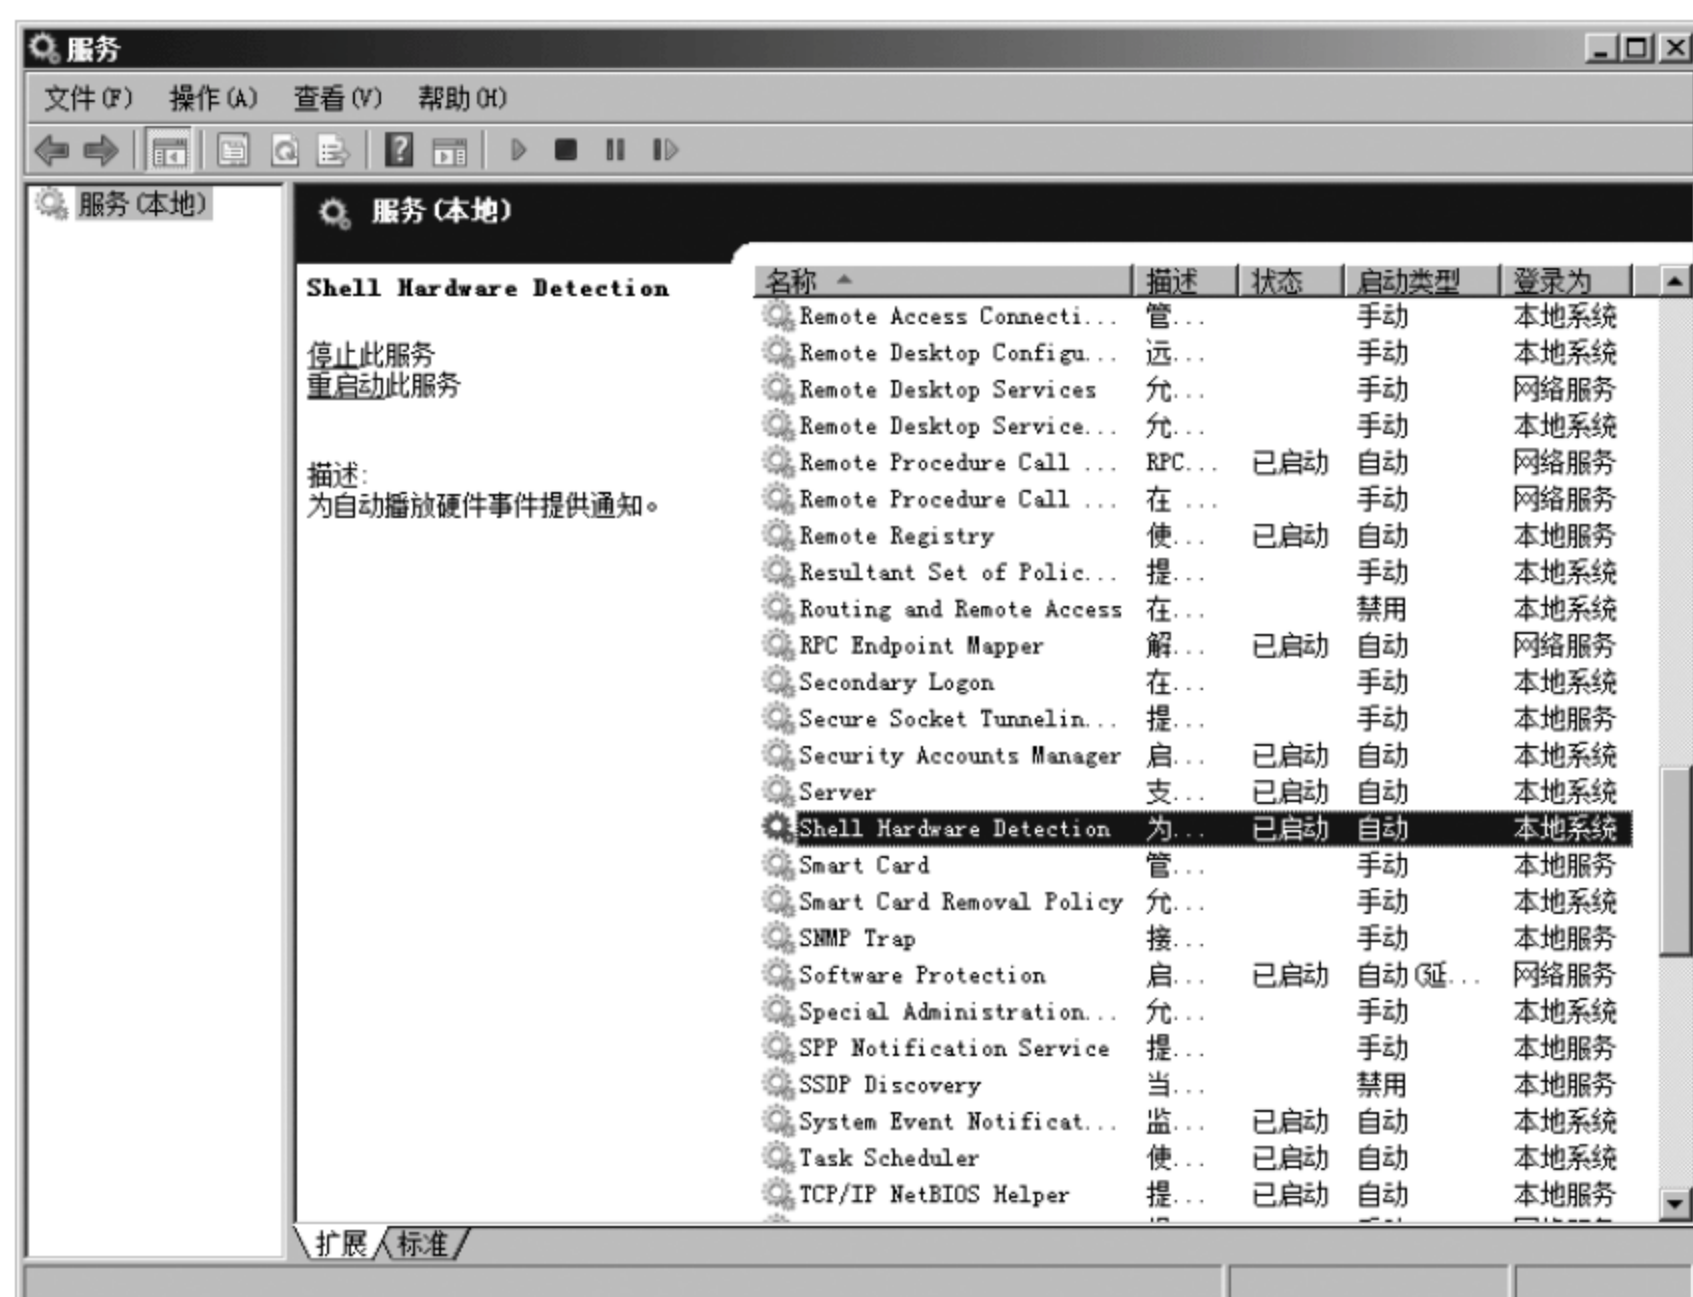 服务
文件(F) 操作(A) 查看(V) 帮助(H)
服务(本地)
服务(本地)
Shell Hardware Detection
停止此服务
重启动此服务
描述:
为自动播放硬件事件提供通知。
名称 描述 状态 启动类型 登录为
Remote Access Connecti... 管... 手动 本地系统
Remote Desktop Configu... 远... 手动 本地系统
Remote Desktop Services 允... 手动 网络服务
Remote Desktop Service... 允... 手动 本地系统
Remote Procedure Call ... RPC... 已启动 自动 网络服务
Remote Procedure Call ... 在 ... 手动 网络服务
Remote Registry 使... 已启动 自动 本地服务
Resultant Set of Polic... 提... 手动 本地系统
Routing and Remote Access 在... 禁用 本地系统
RPC Endpoint Mapper 解... 已启动 自动 网络服务
Secondary Logon 在... 手动 本地系统
Secure Socket Tunnelin... 提... 手动 本地服务
Security Accounts Manager 启... 已启动 自动 本地系统
Server 支... 已启动 自动 本地系统
Shell Hardware Detection 为... 已启动 自动 本地系统
Smart Card 管... 手动 本地服务
Smart Card Removal Policy 允... 手动 本地系统
SNMP Trap 接... 手动 本地服务
Software Protection 启... 已启动 自动(延... 网络服务
Special Administration... 允... 手动 本地系统
SPP Notification Service 提... 手动 本地服务
SSDP Discovery 当... 禁用 本地服务
System Event Notificat... 监... 已启动 自动 本地系统
Task Scheduler 使... 已启动 自动 本地系统
TCP/IP NetBIOS Helper 提... 已启动 自动 本地服务
扩展 标准